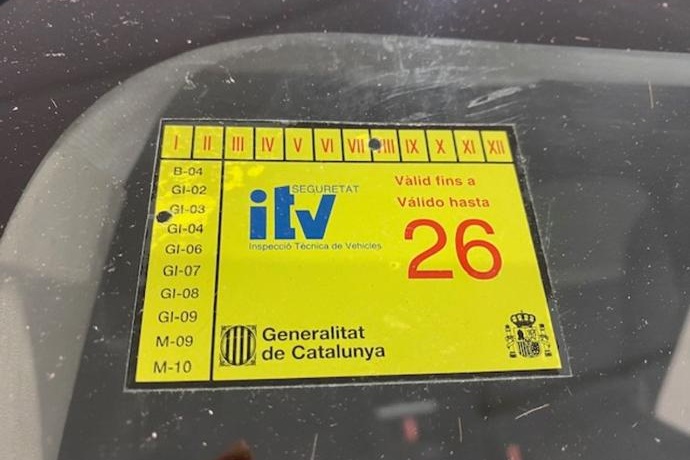 I II III IV V VI VII VIII IX X XI XII
B-04
GI-02
GI-03
GI-04
GI-06
GI-07
GI-08
GI-09
M-09
M-10
SEGURETAT
itv
Inspecció Tècnica de Vehicles
Vàlid fins a
Válido hasta
26
Generalitat
de Catalunya